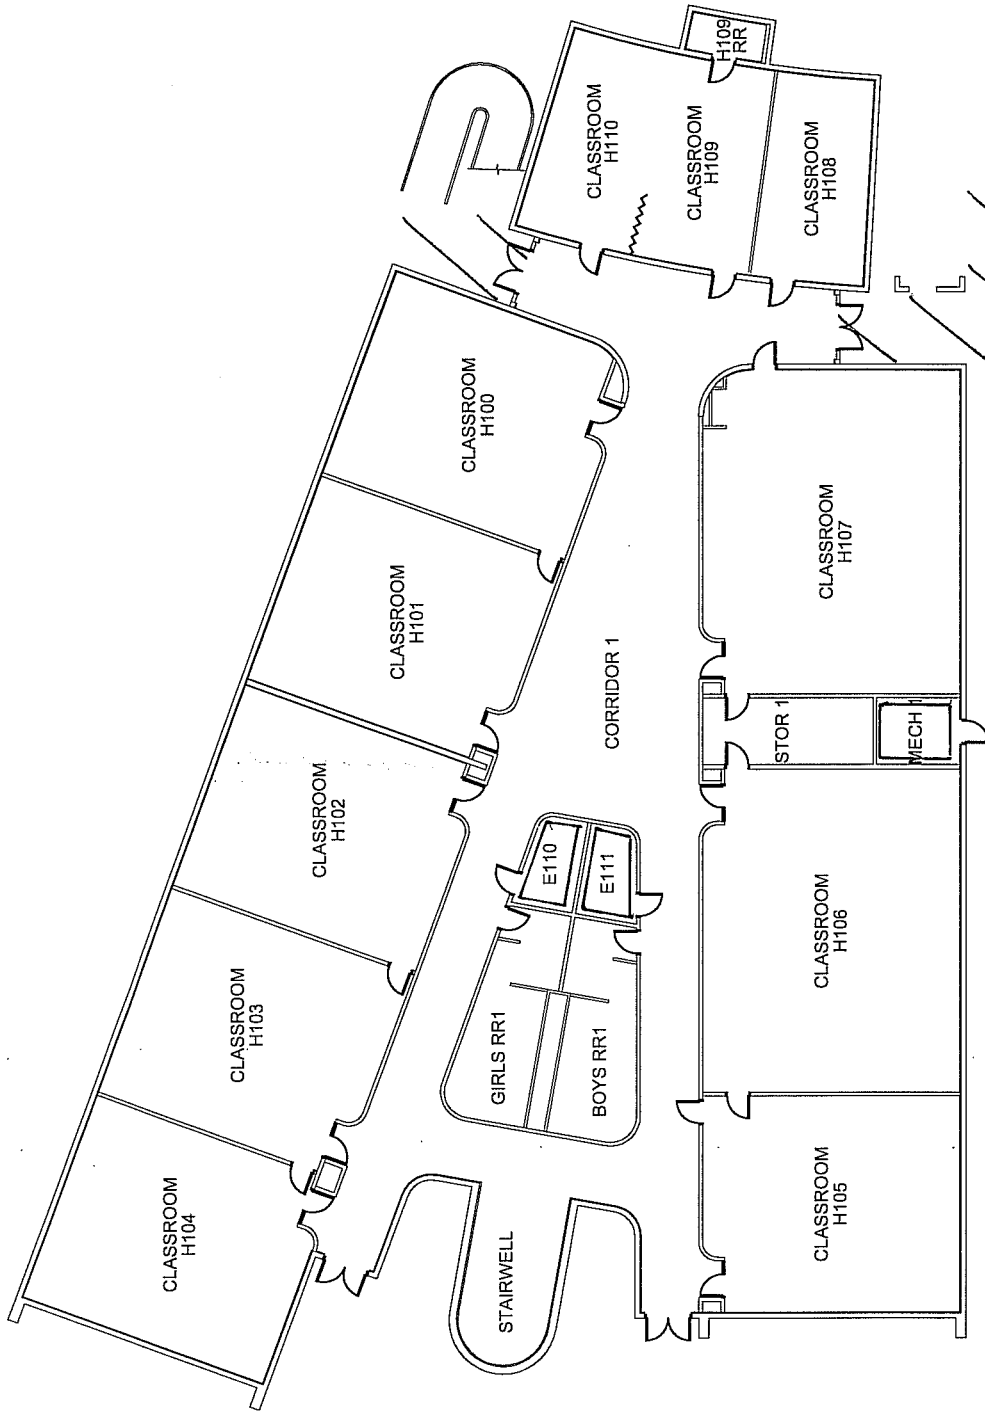 H109
RR
CLASSROOM
H110
CLASSROOM
H109
CLASSROOM
H108
CLASSROOM
H100
CLASSROOM
H101
CLASSROOM
H107
CORRIDOR 1
STOR 1
MECH 1
CLASSROOM
H102
E110
E111
CLASSROOM
H106
CLASSROOM
H103
GIRLS RR1
BOYS RR1
CLASSROOM
H104
CLASSROOM
H105
STAIRWELL